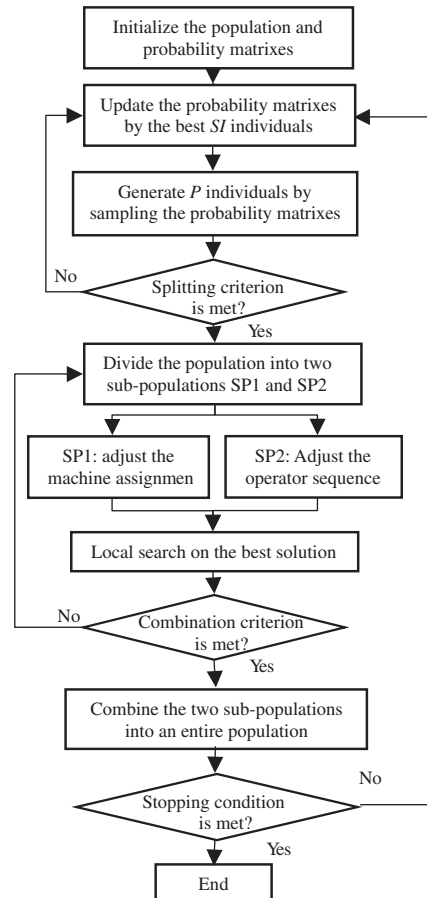 Initialize the population and
probability matrixes
Update the probability matrixes
by the best SI individuals
Generate P individuals by
sampling the probability matrixes
No
Splitting criterion
is met?
Yes
Divide the population into two
sub-populations SP1 and SP2
SP1: adjust the
machine assignmen
SP2: Adjust the
operator sequence
Local search on the best solution
No
Combination criterion
is met?
Yes
Combine the two sub-populations
into an entire population
No
Stopping condition
is met?
Yes
End